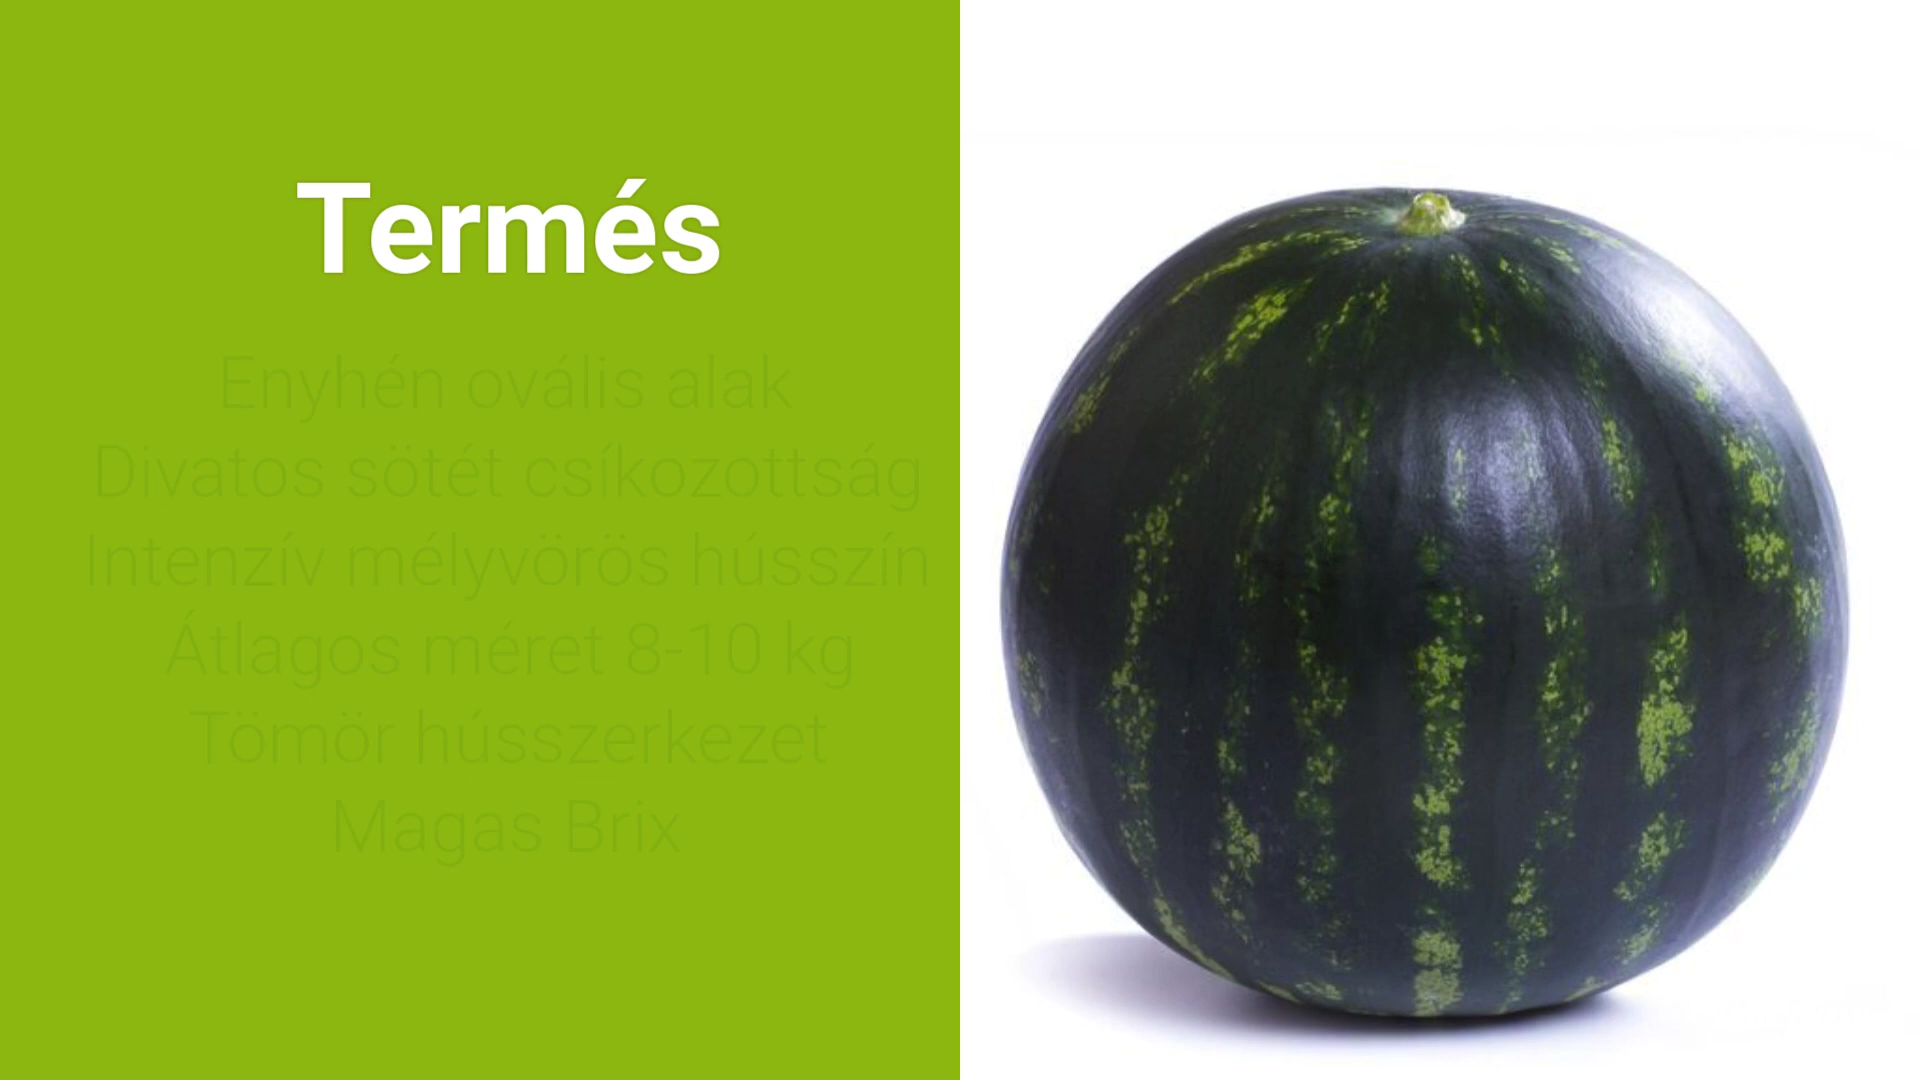 Termés
Enyhén ovális alak
Divatos sötét csíkozottság
Intenzív mélyvörös hússzín
Átlagos méret 8-10 kg
Tömör hússzerkezet
Magas Brix